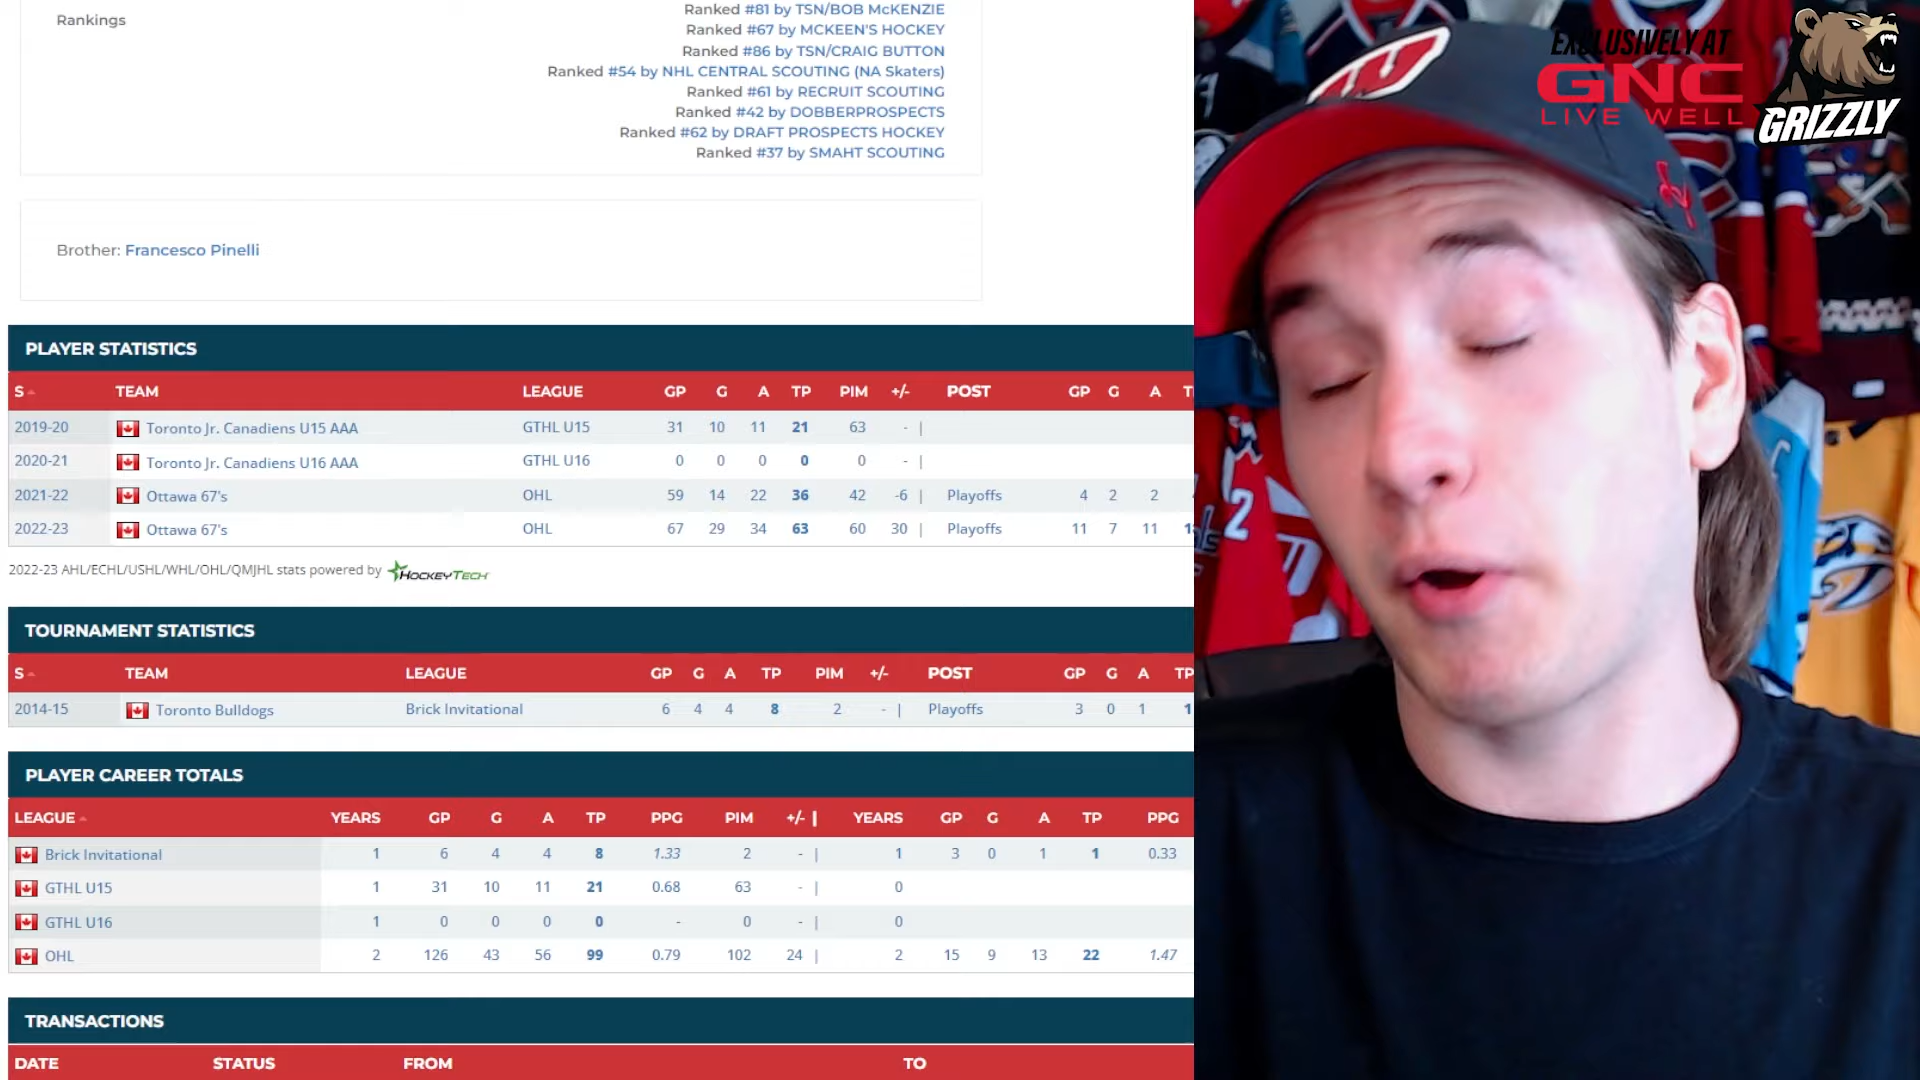 Rankings
Ranked #81 by TSN/BOB McKENZIE
Ranked #67 by MCKEEN'S HOCKEY
Ranked #86 by TSN/CRAIG BUTTON
Ranked #54 by NHL CENTRAL SCOUTING (NA Skaters)
Ranked #61 by RECRUIT SCOUTING
Ranked #42 by DOBBERPROSPECTS
Ranked #62 by DRAFT PROSPECTS HOCKEY
Ranked #37 by SMAHT SCOUTING
Brother: Francesco Pinelli
PLAYER STATISTICS
S TEAM LEAGUE GP G A TP PIM +/- POST GP G A
2019-20 Toronto Jr. Canadiens U15 AAA GTHL U15 31 10 11 21 63 - |
2020-21 Toronto Jr. Canadiens U16 AAA GTHL U16 0 0 0 0 0 - |
2021-22 Ottawa 67's OHL 59 14 22 36 42 -6 | Playoffs 4 2 2
2022-23 Ottawa 67's OHL 67 29 34 63 60 30 | Playoffs 11 7 11
2022-23 AHL/ECHL/USHL/WHL/OHL/QMJHL stats powered by HOCKEYTECH
TOURNAMENT STATISTICS
S TEAM LEAGUE GP G A TP PIM +/- POST GP G A TP
2014-15 Toronto Bulldogs Brick Invitational 6 4 4 8 2 - | Playoffs 3 0 1 1
PLAYER CAREER TOTALS
LEAGUE YEARS GP G A TP PPG PIM +/- | YEARS GP G A TP PPG
Brick Invitational 1 6 4 4 8 1.33 2 - | 1 3 0 1 1 0.33
GTHL U15 1 31 10 11 21 0.68 63 - | 0
GTHL U16 1 0 0 0 0 - 0 - | 0
OHL 2 126 43 56 99 0.79 102 24 | 2 15 9 13 22 1.47
TRANSACTIONS
DATE STATUS FROM TO
EXCLUSIVELY AT
GNC
LIVE WELL
GRIZZLY
W
2
C